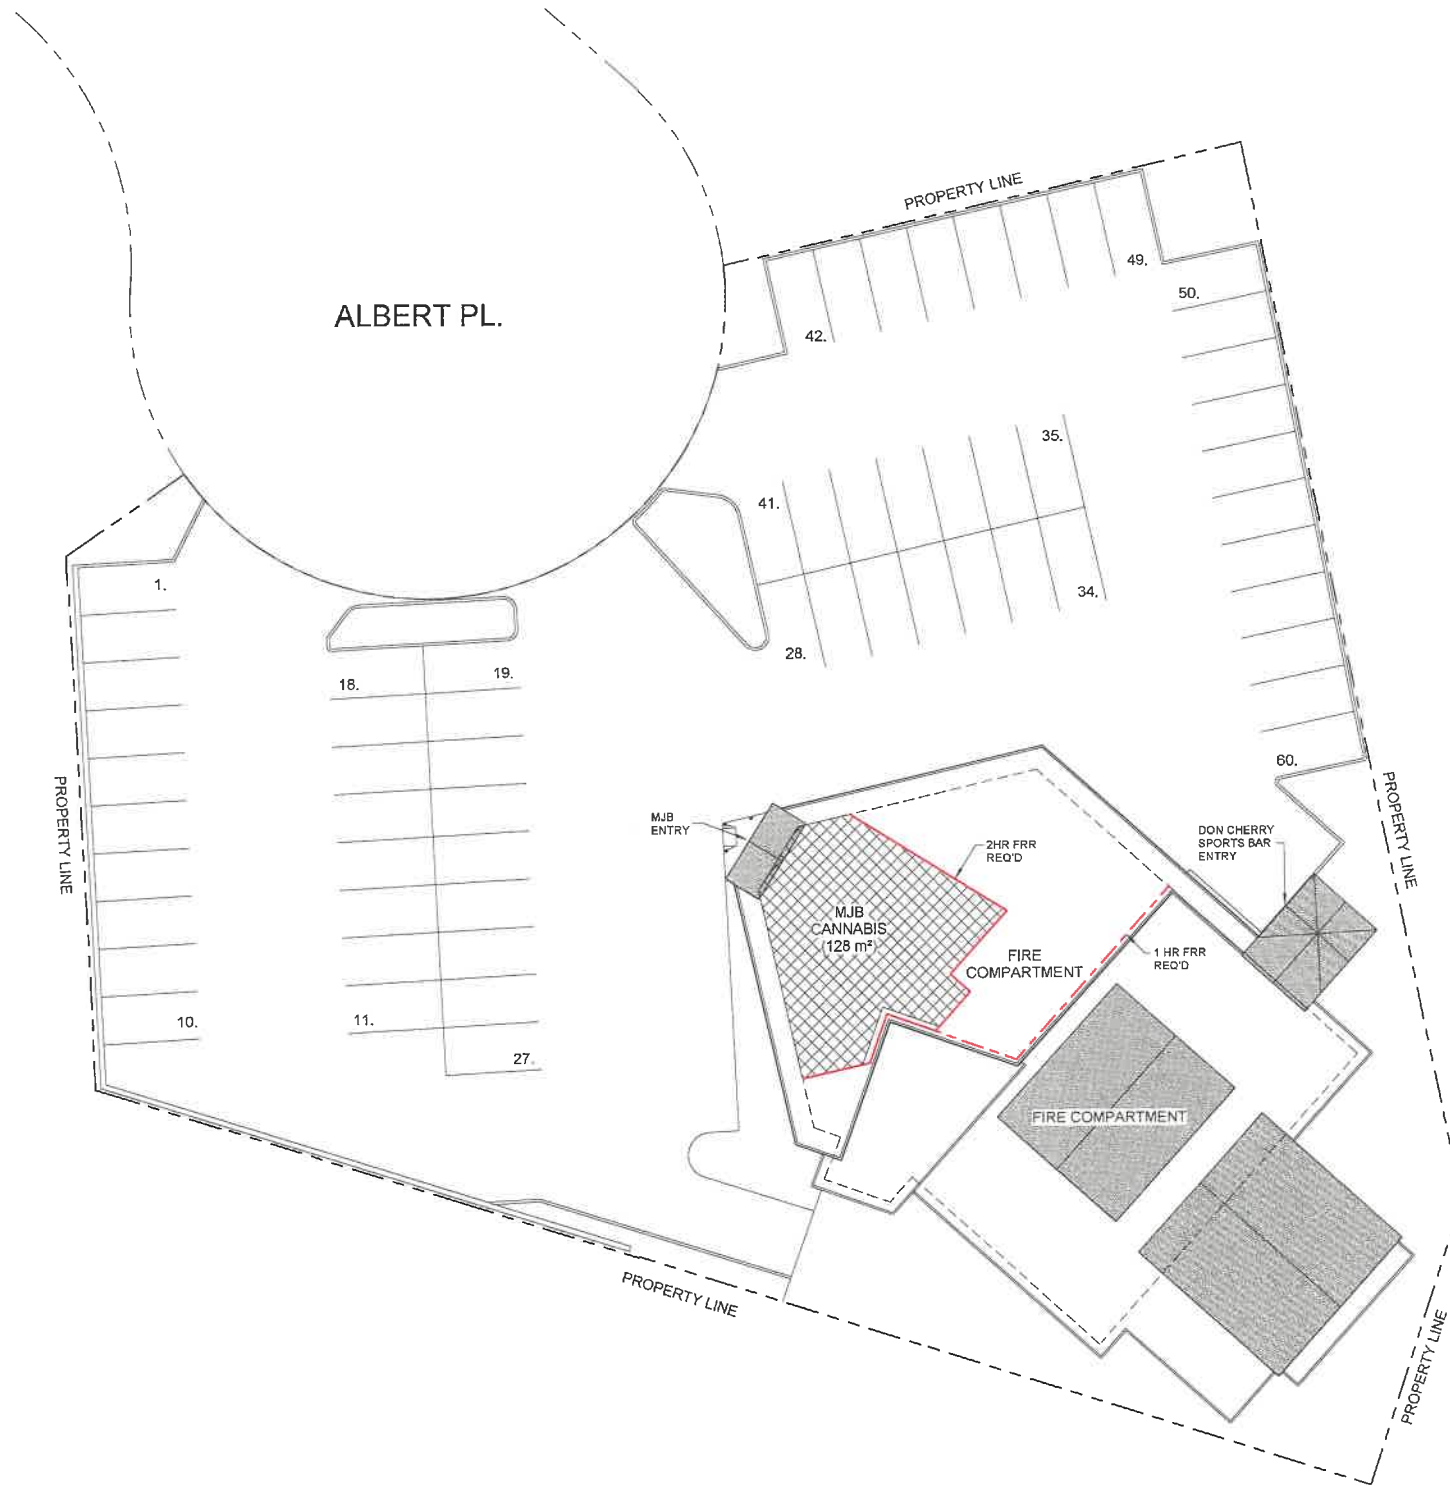 PROPERTY LINE
49.
50.
ALBERT PL.
42.
35.
41.
1.
34.
28.
19.
18.
60.
PROPERTY LINE
PROPERTY LINE
MJB
ENTRY
DON CHERRY
SPORTS BAR
ENTRY
2HR FRR
REQ'D
MJB
CANNABIS
128 m²
FIRE
COMPARTMENT
1 HR FRR
REQ'D
10.
11.
27.
FIRE COMPARTMENT
PROPERTY LINE
PROPERTY LINE